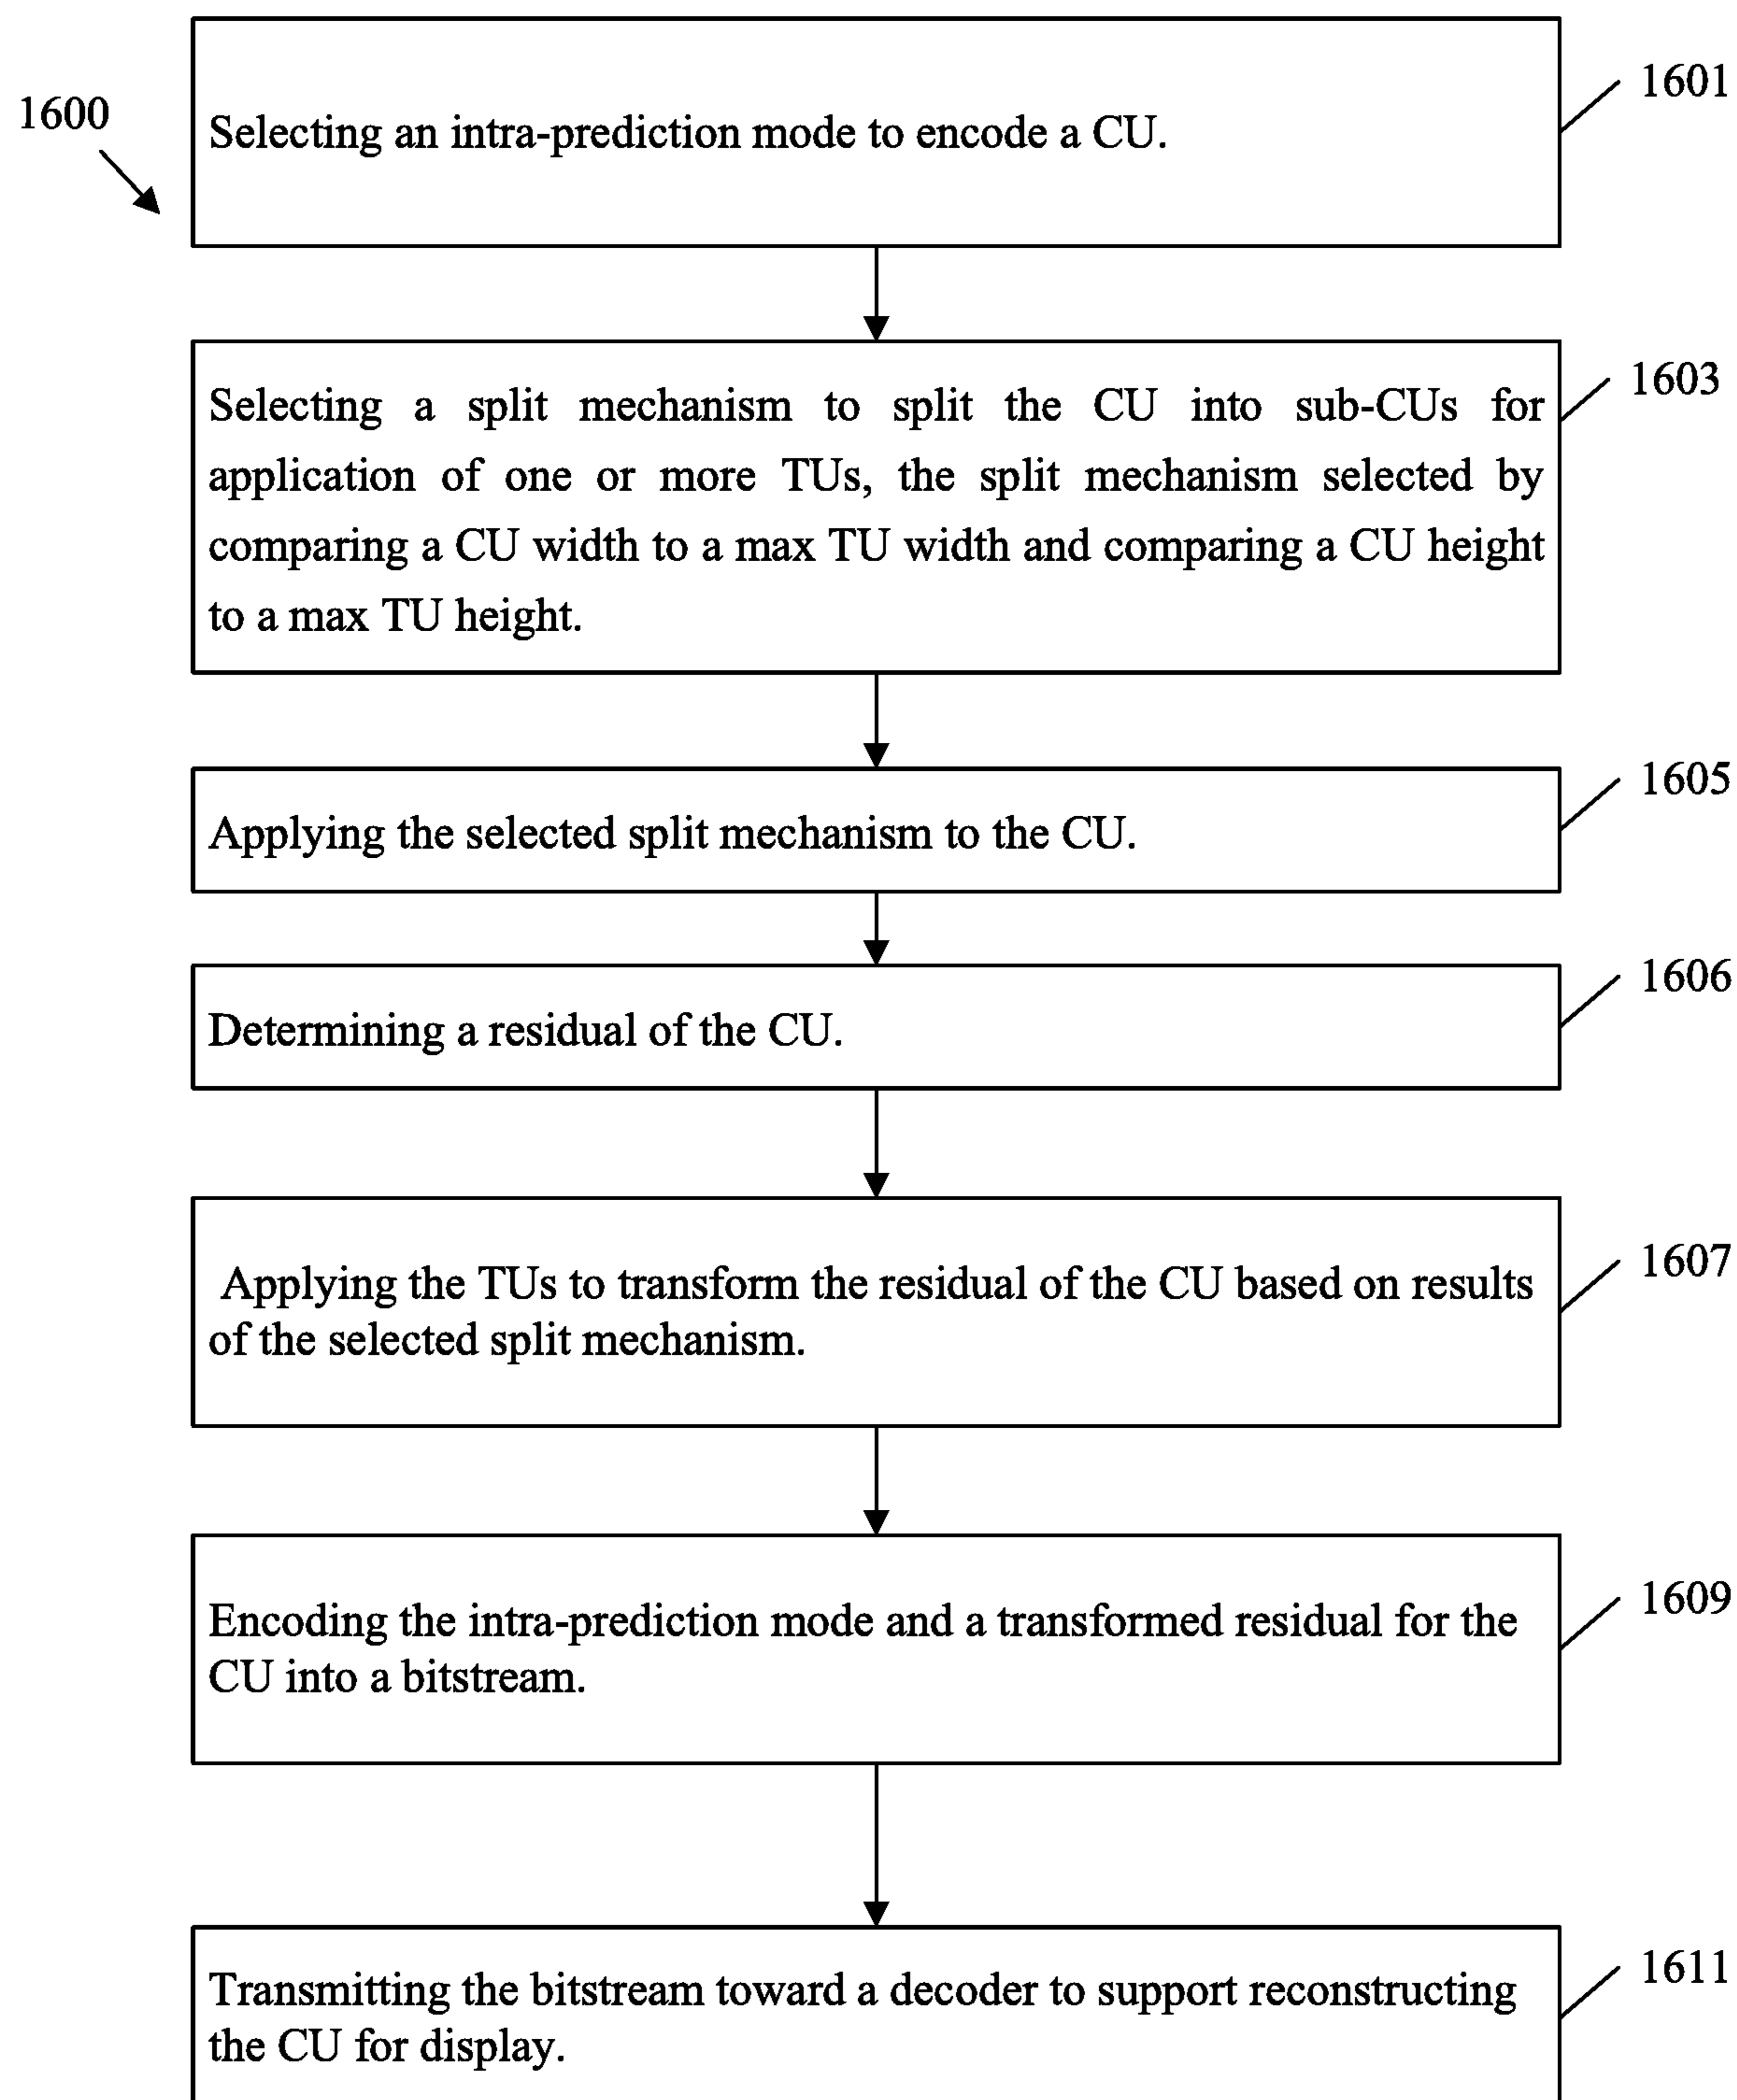 1600
1601
Selecting an intra-prediction mode to encode a CU.
1603
Selecting a split mechanism to split the CU into sub-CUs for
application of one or more TUs, the split mechanism selected by
comparing a CU width to a max TU width and comparing a CU height
to a max TU height.
1605
Applying the selected split mechanism to the CU.
1606
Determining a residual of the CU.
1607
Applying the TUs to transform the residual of the CU based on results
of the selected split mechanism.
1609
Encoding the intra-prediction mode and a transformed residual for the
CU into a bitstream.
1611
Transmitting the bitstream toward a decoder to support reconstructing
the CU for display.